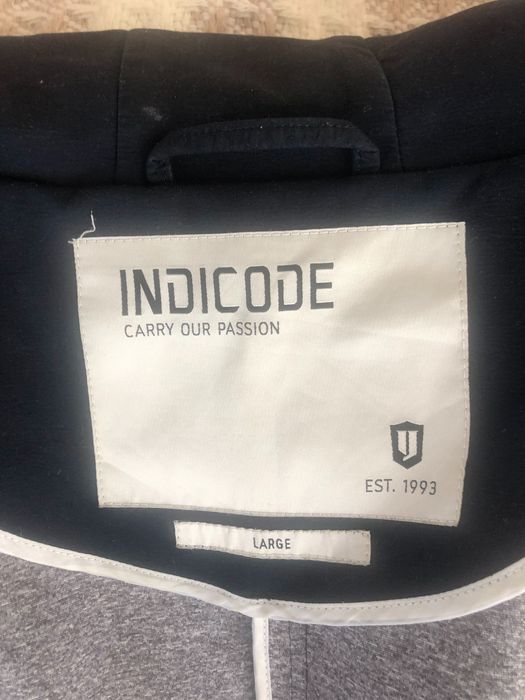 INDICODE
CARRY OUR PASSION
EST. 1993
LARGE